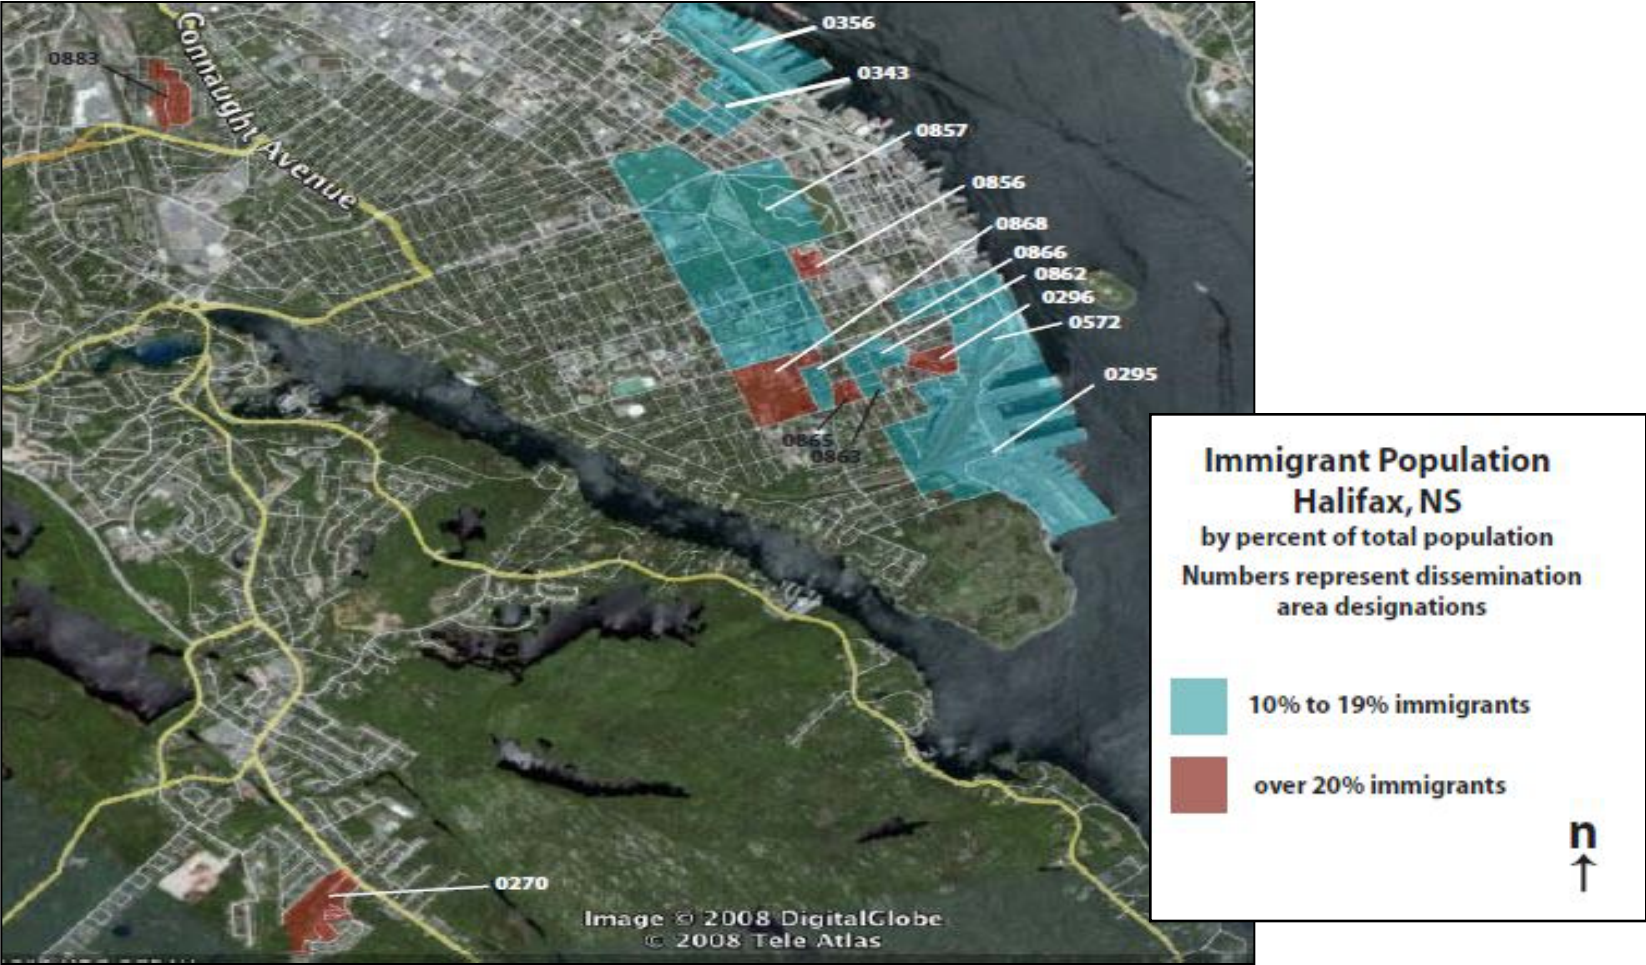 0356
0343
0883
Connaught Avenue
0857
0856
0868
0866
0862
0296
0572
0295
0865
0863
0270
Image © 2008 DigitalGlobe
© 2008 Tele Atlas
Immigrant Population
Halifax, NS
by percent of total population
Numbers represent dissemination
area designations
10% to 19% immigrants
over 20% immigrants
n